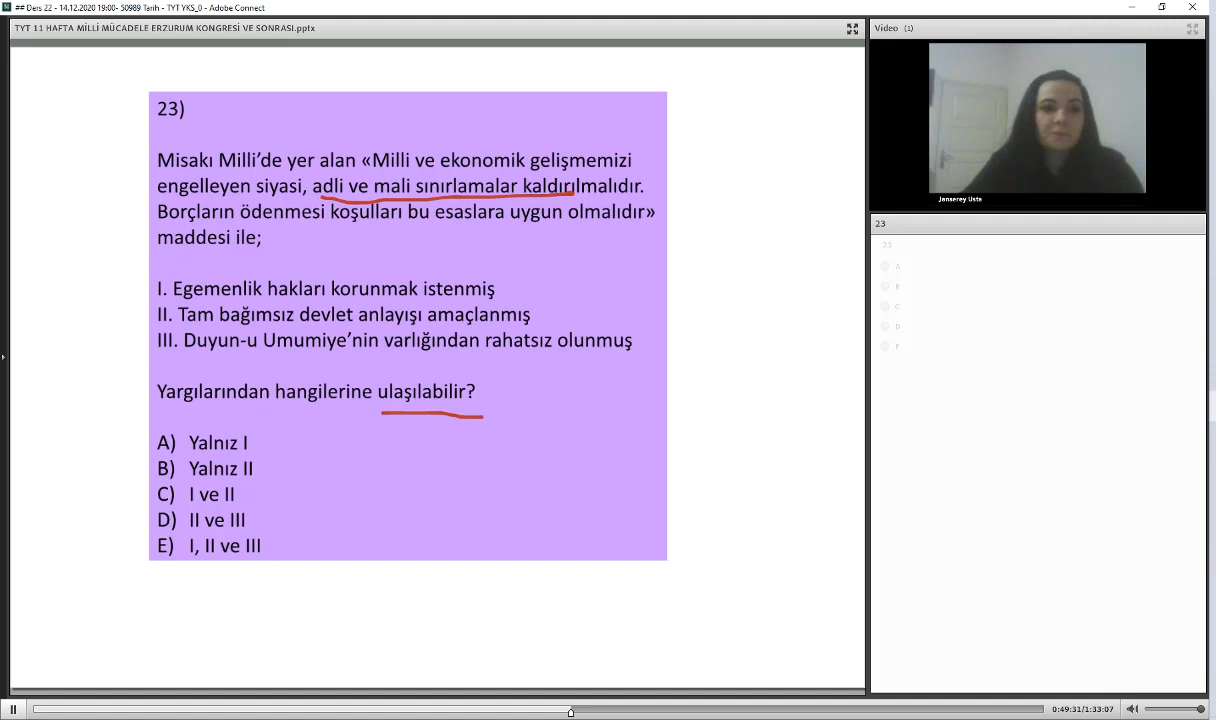 ## Ders 22 - 14.12.2020 19:00- 50989 Tarih - TYT YKS_0 - Adobe Connect
TYT 11 HAFTA MİLLİ MÜCADELE ERZURUM KONGRESİ VE SONRASI.pptx
23)
Misakı Milli’de yer alan «Milli ve ekonomik gelişmemizi
engelleyen siyasi, adli ve mali sınırlamalar kaldırılmalıdır.
Borçların ödenmesi koşulları bu esaslara uygun olmalıdır»
maddesi ile;
I. Egemenlik hakları korunmak istenmiş
II. Tam bağımsız devlet anlayışı amaçlanmış
III. Duyun-u Umumiye’nin varlığından rahatsız olunmuş
Yargılarından hangilerine ulaşılabilir?
A) Yalnız I
B) Yalnız II
C) I ve II
D) II ve III
E) I, II ve III
Video (1)
Jenserey Usta
23
23
A
B
C
D
E
0:49:31/1:33:07